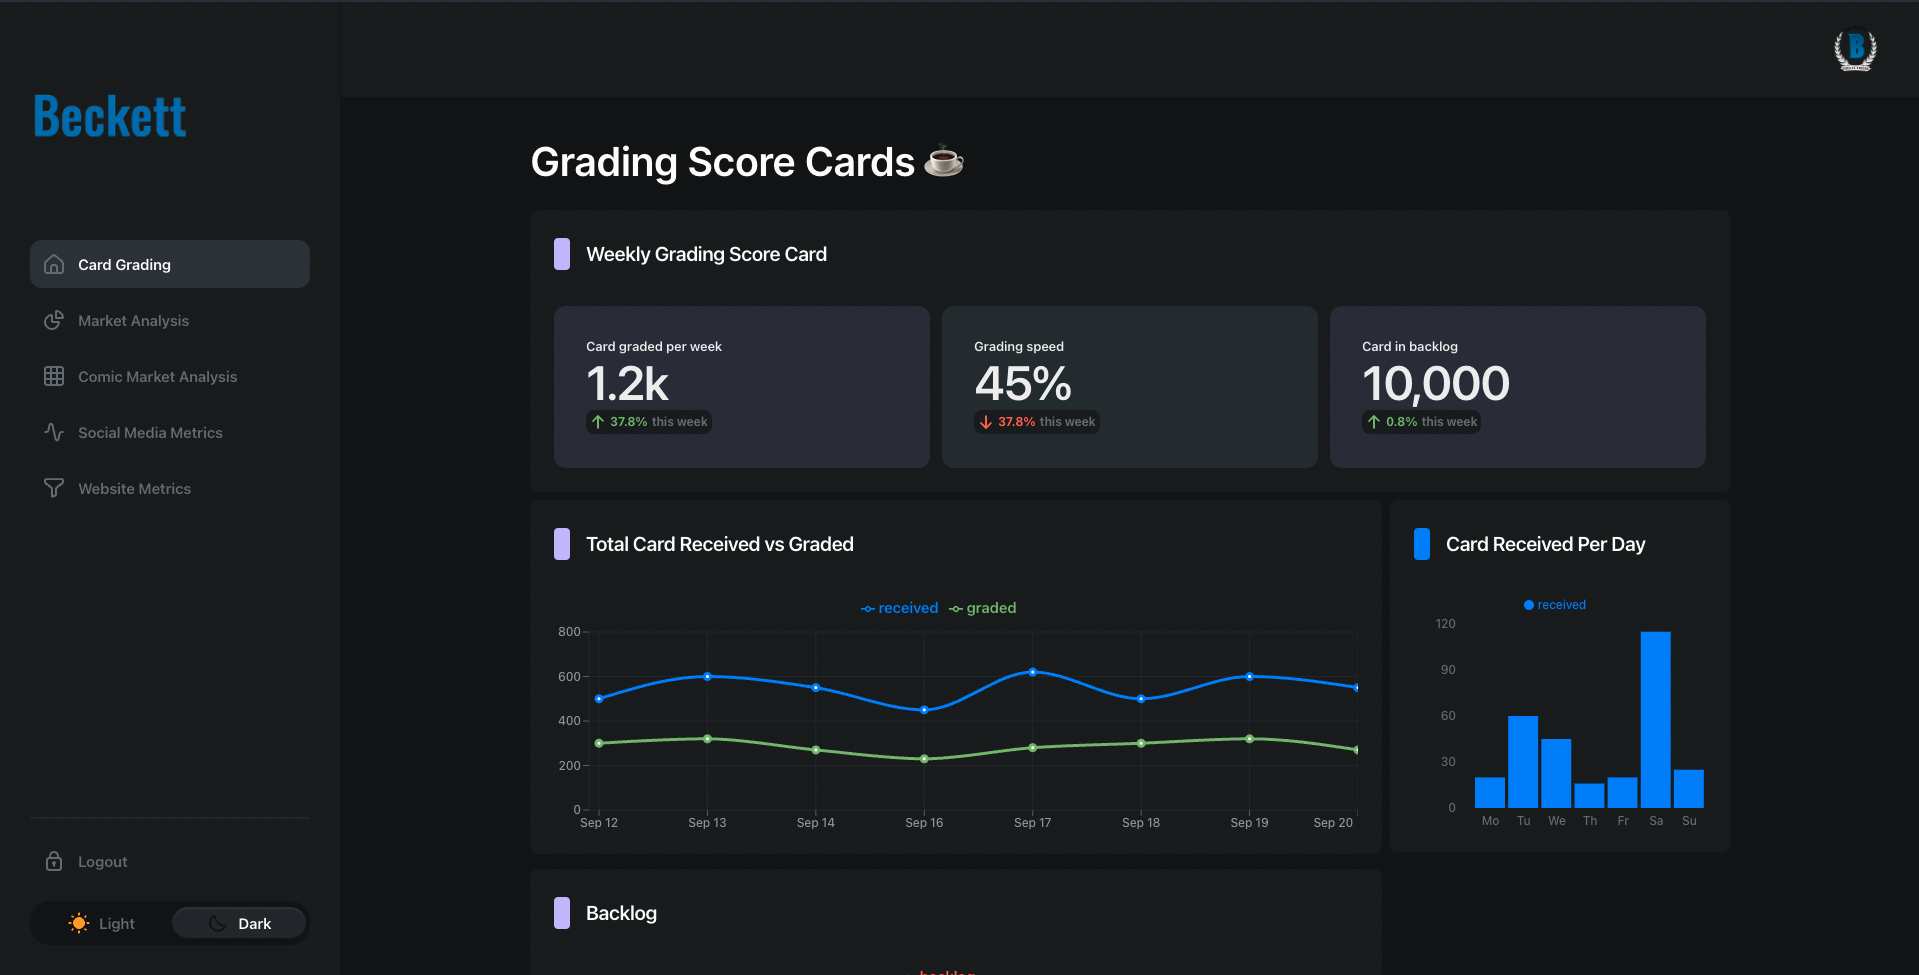 Beckett
Card Grading
Market Analysis
Comic Market Analysis
Social Media Metrics
Website Metrics
Logout
Light
Dark
B
Grading Score Cards
Weekly Grading Score Card
Card graded per week
1.2k
37.8% this week
Grading speed
45%
37.8% this week
Card in backlog
10,000
0.8% this week
Total Card Received vs Graded
received graded
800
600
400
200
0
Sep 12 Sep 13 Sep 14 Sep 16 Sep 17 Sep 18 Sep 19 Sep 20
Card Received Per Day
received
120
90
60
30
0
Mo Tu We Th Fr Sa Su
Backlog
backlog